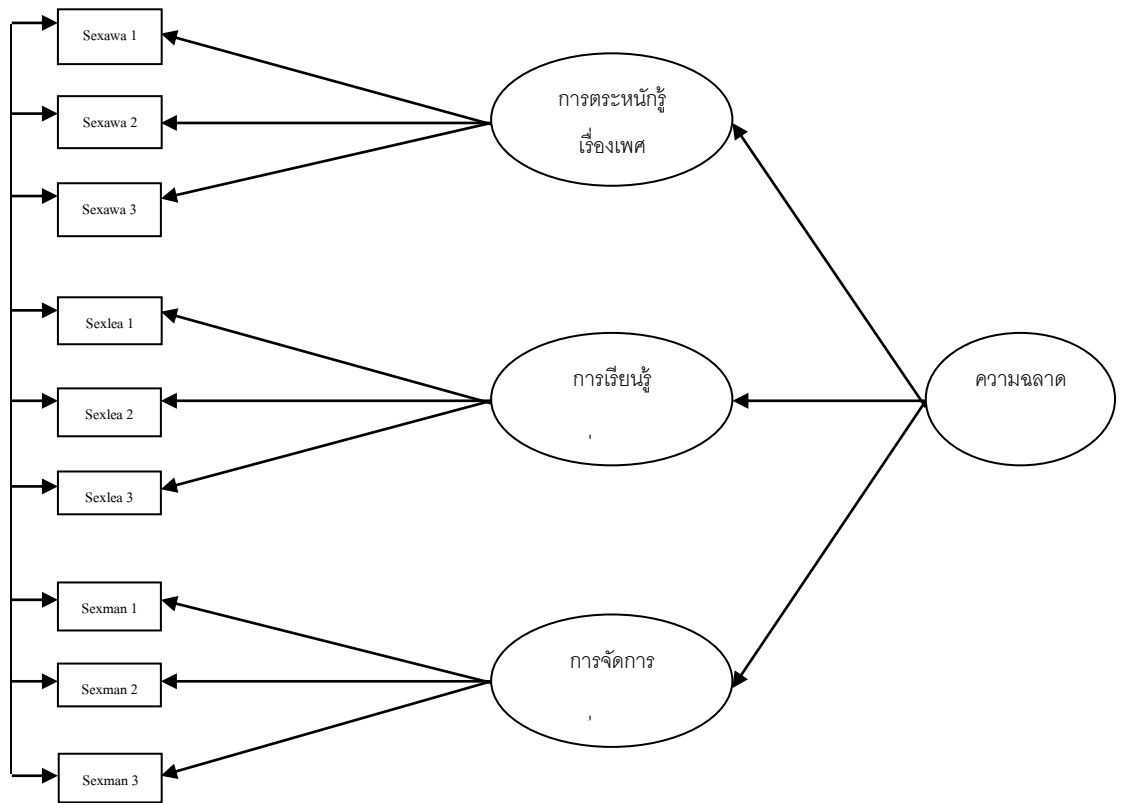 Sexawa 1
Sexawa 2
Sexawa 3
Sexlea 1
Sexlea 2
Sexlea 3
Sexman 1
Sexman 2
Sexman 3
การตระหนักรู้
เรื่องเพศ
การเรียนรู้
การจัดการ
ความฉลาด